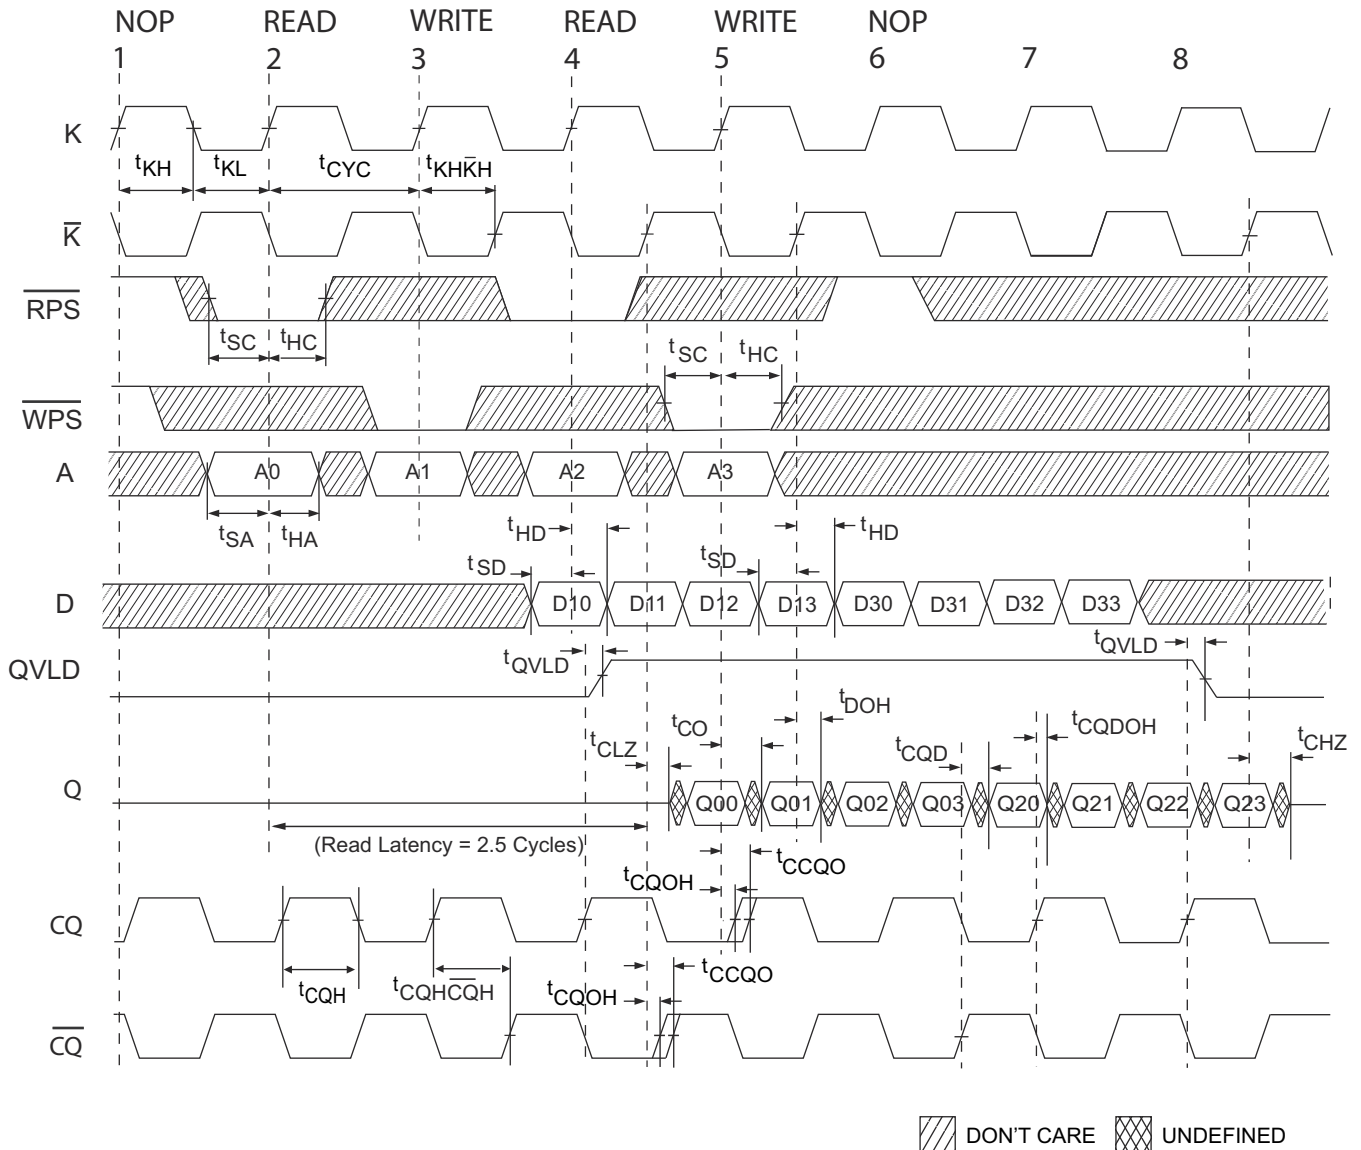 NOP READ WRITE READ WRITE NOP
1 2 3 4 5 6 7 8
K
tKH tKL tCYC tKHK̅H
K̅
R̅P̅S̅
tSC tHC tSC tHC
W̅P̅S̅
A A0 A1 A2 A3
tSA tHA tHD tHD
tSD tSD
D D10 D11 D12 D13 D30 D31 D32 D33
tQVLD tQVLD
QVLD
tCLZ tCO tDOH tCQD tCQDOH tCHZ
Q Q00 Q01 Q02 Q03 Q20 Q21 Q22 Q23
(Read Latency = 2.5 Cycles)
tCQOH tCCQO
CQ
tCQH tCQHC̅Q̅H tCQOH tCCQO
C̅Q̅
DON'T CARE UNDEFINED